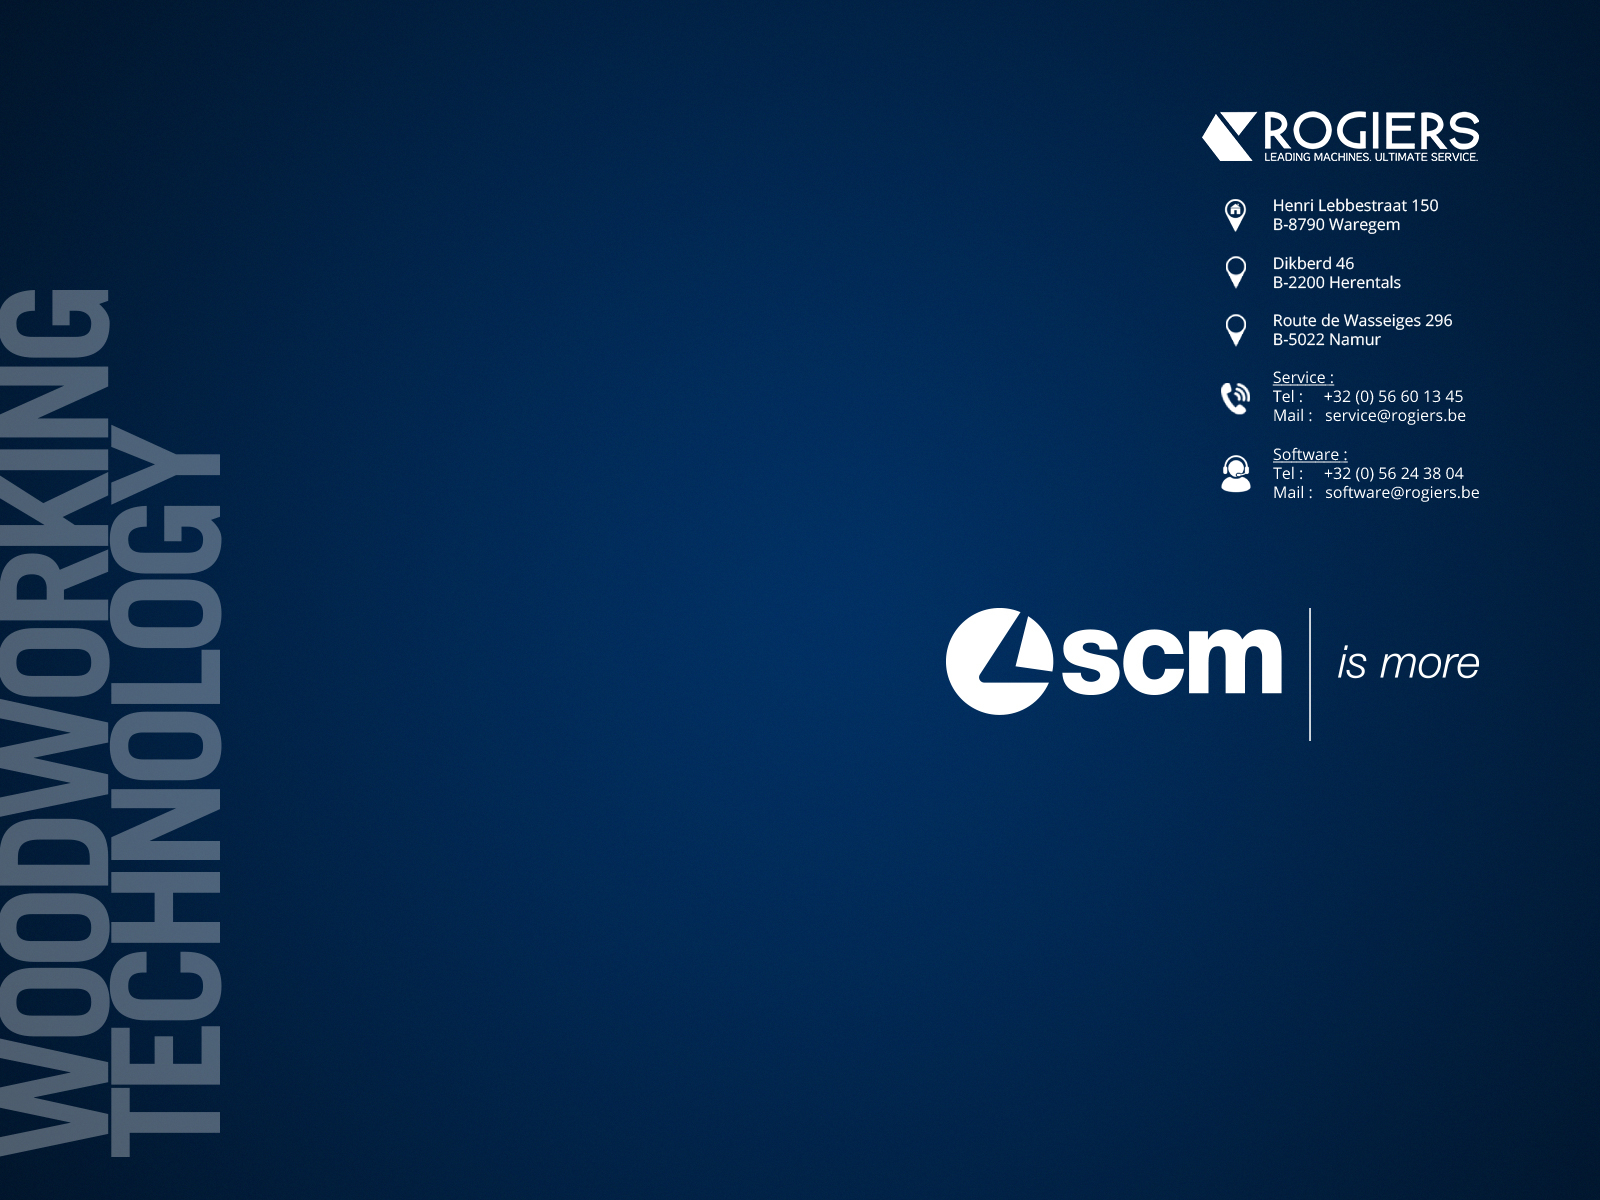 WOODWORKING
TECHNOLOGY
ROGIERS
LEADING MACHINES. ULTIMATE SERVICE.
Henri Lebbestraat 150
B-8790 Waregem
Dikberd 46
B-2200 Herentals
Route de Wasseiges 296
B-5022 Namur
Service :
Tel : +32 (0) 56 60 13 45
Mail : service@rogiers.be
Software :
Tel : +32 (0) 56 24 38 04
Mail : software@rogiers.be
scm is more